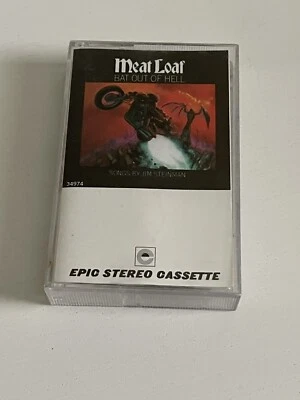 Meat Loaf
BAT OUT OF HELL
SONGS BY JIM STEINMAN
34974
EPIC STEREO CASSETTE